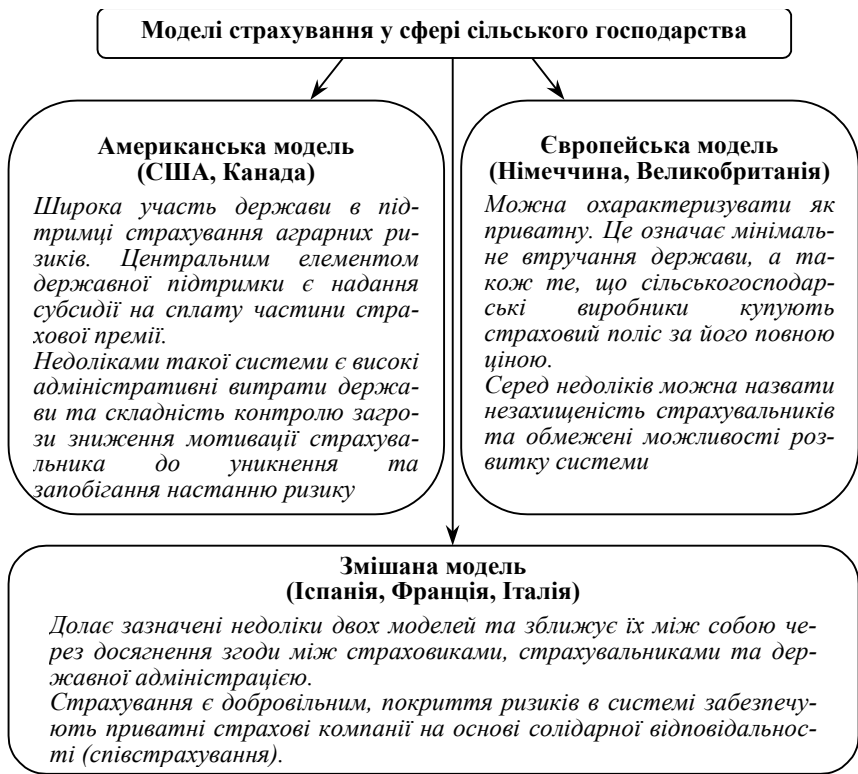 Моделі страхування у сфері сільського господарства
Американська модель
(США, Канада)
Широка участь держави в під-
тримці страхування аграрних ри-
зиків. Центральним елементом
державної підтримки є надання
субсидії на сплату частини стра-
хової премії.
Недоліками такої системи є високі
адміністративні витрати держа-
ви та складність контролю загро-
зи зниження мотивації страхува-
льника до уникнення та
запобігання настанню ризику
Європейська модель
(Німеччина, Великобританія)
Можна охарактеризувати як
приватну. Це означає мінімаль-
не втручання держави, а та-
кож те, що сільськогосподар-
ські виробники купують
страховий поліс за його повною
ціною.
Серед недоліків можна назвати
незахищеність страхувальників
та обмежені можливості роз-
витку системи
Змішана модель
(Іспанія, Франція, Італія)
Долає зазначені недоліки двох моделей та зближує їх між собою че-
рез досягнення згоди між страховиками, страхувальниками та дер-
жавної адміністрацією.
Страхування є добровільним, покриття ризиків в системі забезпечу-
ють приватні страхові компанії на основі солідарної відповідальнос-
ті (співстрахування).